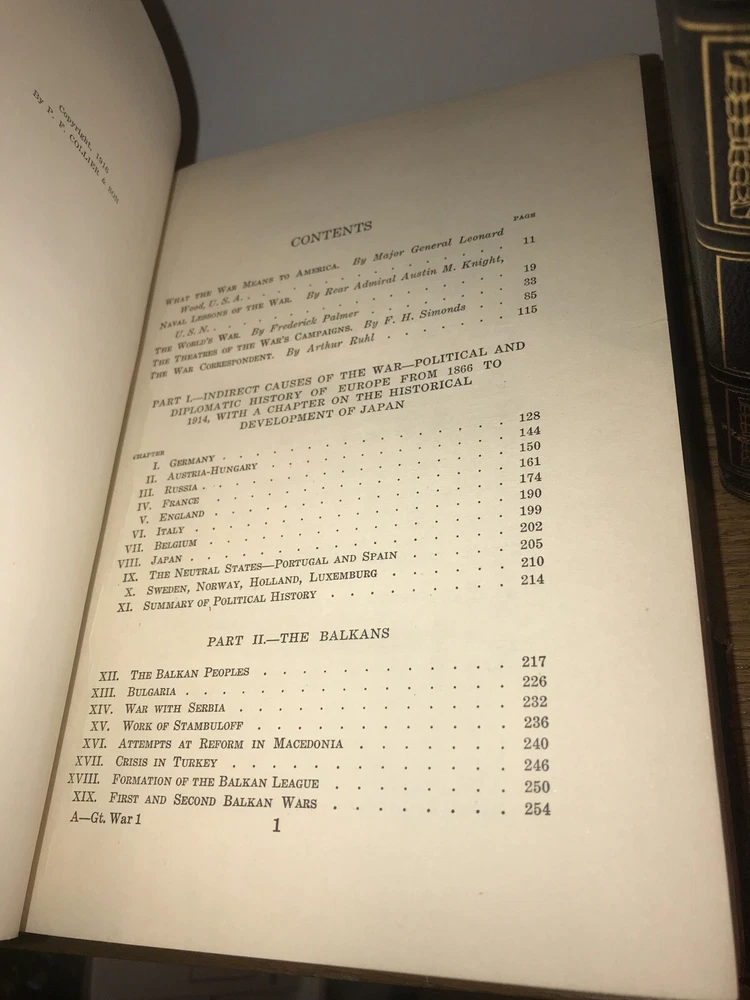 Copyright, 1916
By P. F. COLLIER & SON
CONTENTS
PAGE
WHAT THE WAR MEANS TO AMERICA. By Major General Leonard
Wood, U. S. A. . . . . . . . . . . . . 11
NAVAL LESSONS OF THE WAR. By Rear Admiral Austin M. Knight,
U. S. N. . . . . . . . . . . . . . 19
THE WORLD'S WAR. By Frederick Palmer . . . . . . 33
THE THEATRES OF THE WAR'S CAMPAIGNS. By F. H. Simonds . . 85
THE WAR CORRESPONDENT. By Arthur Ruhl . . . . . . 115
PART I.—INDIRECT CAUSES OF THE WAR—POLITICAL AND
DIPLOMATIC HISTORY OF EUROPE FROM 1866 TO
1914, WITH A CHAPTER ON THE HISTORICAL
DEVELOPMENT OF JAPAN
CHAPTER
I. GERMANY . . . . . . . . . . . . 128
II. AUSTRIA-HUNGARY . . . . . . . . . . 144
III. RUSSIA . . . . . . . . . . . . . 150
IV. FRANCE . . . . . . . . . . . . . 161
V. ENGLAND . . . . . . . . . . . . 174
VI. ITALY . . . . . . . . . . . . . 190
VII. BELGIUM . . . . . . . . . . . . 199
VIII. JAPAN . . . . . . . . . . . . . 202
IX. THE NEUTRAL STATES—PORTUGAL AND SPAIN . . . . 205
X. SWEDEN, NORWAY, HOLLAND, LUXEMBURG . . . . . 210
XI. SUMMARY OF POLITICAL HISTORY . . . . . . . 214
PART II.—THE BALKANS
XII. THE BALKAN PEOPLES . . . . . . . . . . 217
XIII. BULGARIA . . . . . . . . . . . . . 226
XIV. WAR WITH SERBIA . . . . . . . . . . . 232
XV. WORK OF STAMBULOFF . . . . . . . . . . 236
XVI. ATTEMPTS AT REFORM IN MACEDONIA . . . . . . 240
XVII. CRISIS IN TURKEY . . . . . . . . . . . 246
XVIII. FORMATION OF THE BALKAN LEAGUE . . . . . . 250
XIX. FIRST AND SECOND BALKAN WARS . . . . . . . 254
A—Gt. War 1
1